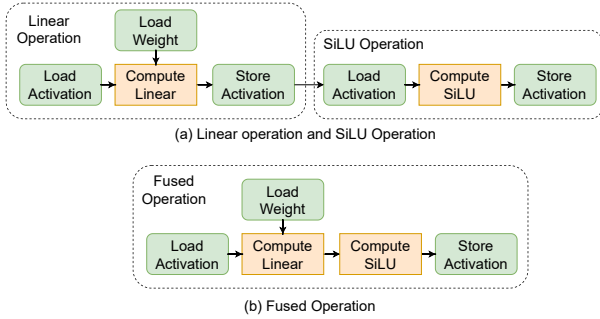 Linear
Operation
Load
Weight
SiLU Operation
Load
Activation
Compute
Linear
Store
Activation
Load
Activation
Compute
SiLU
Store
Activation
(a) Linear operation and SiLU Operation
Fused
Operation
Load
Weight
Load
Activation
Compute
Linear
Compute
SiLU
Store
Activation
(b) Fused Operation